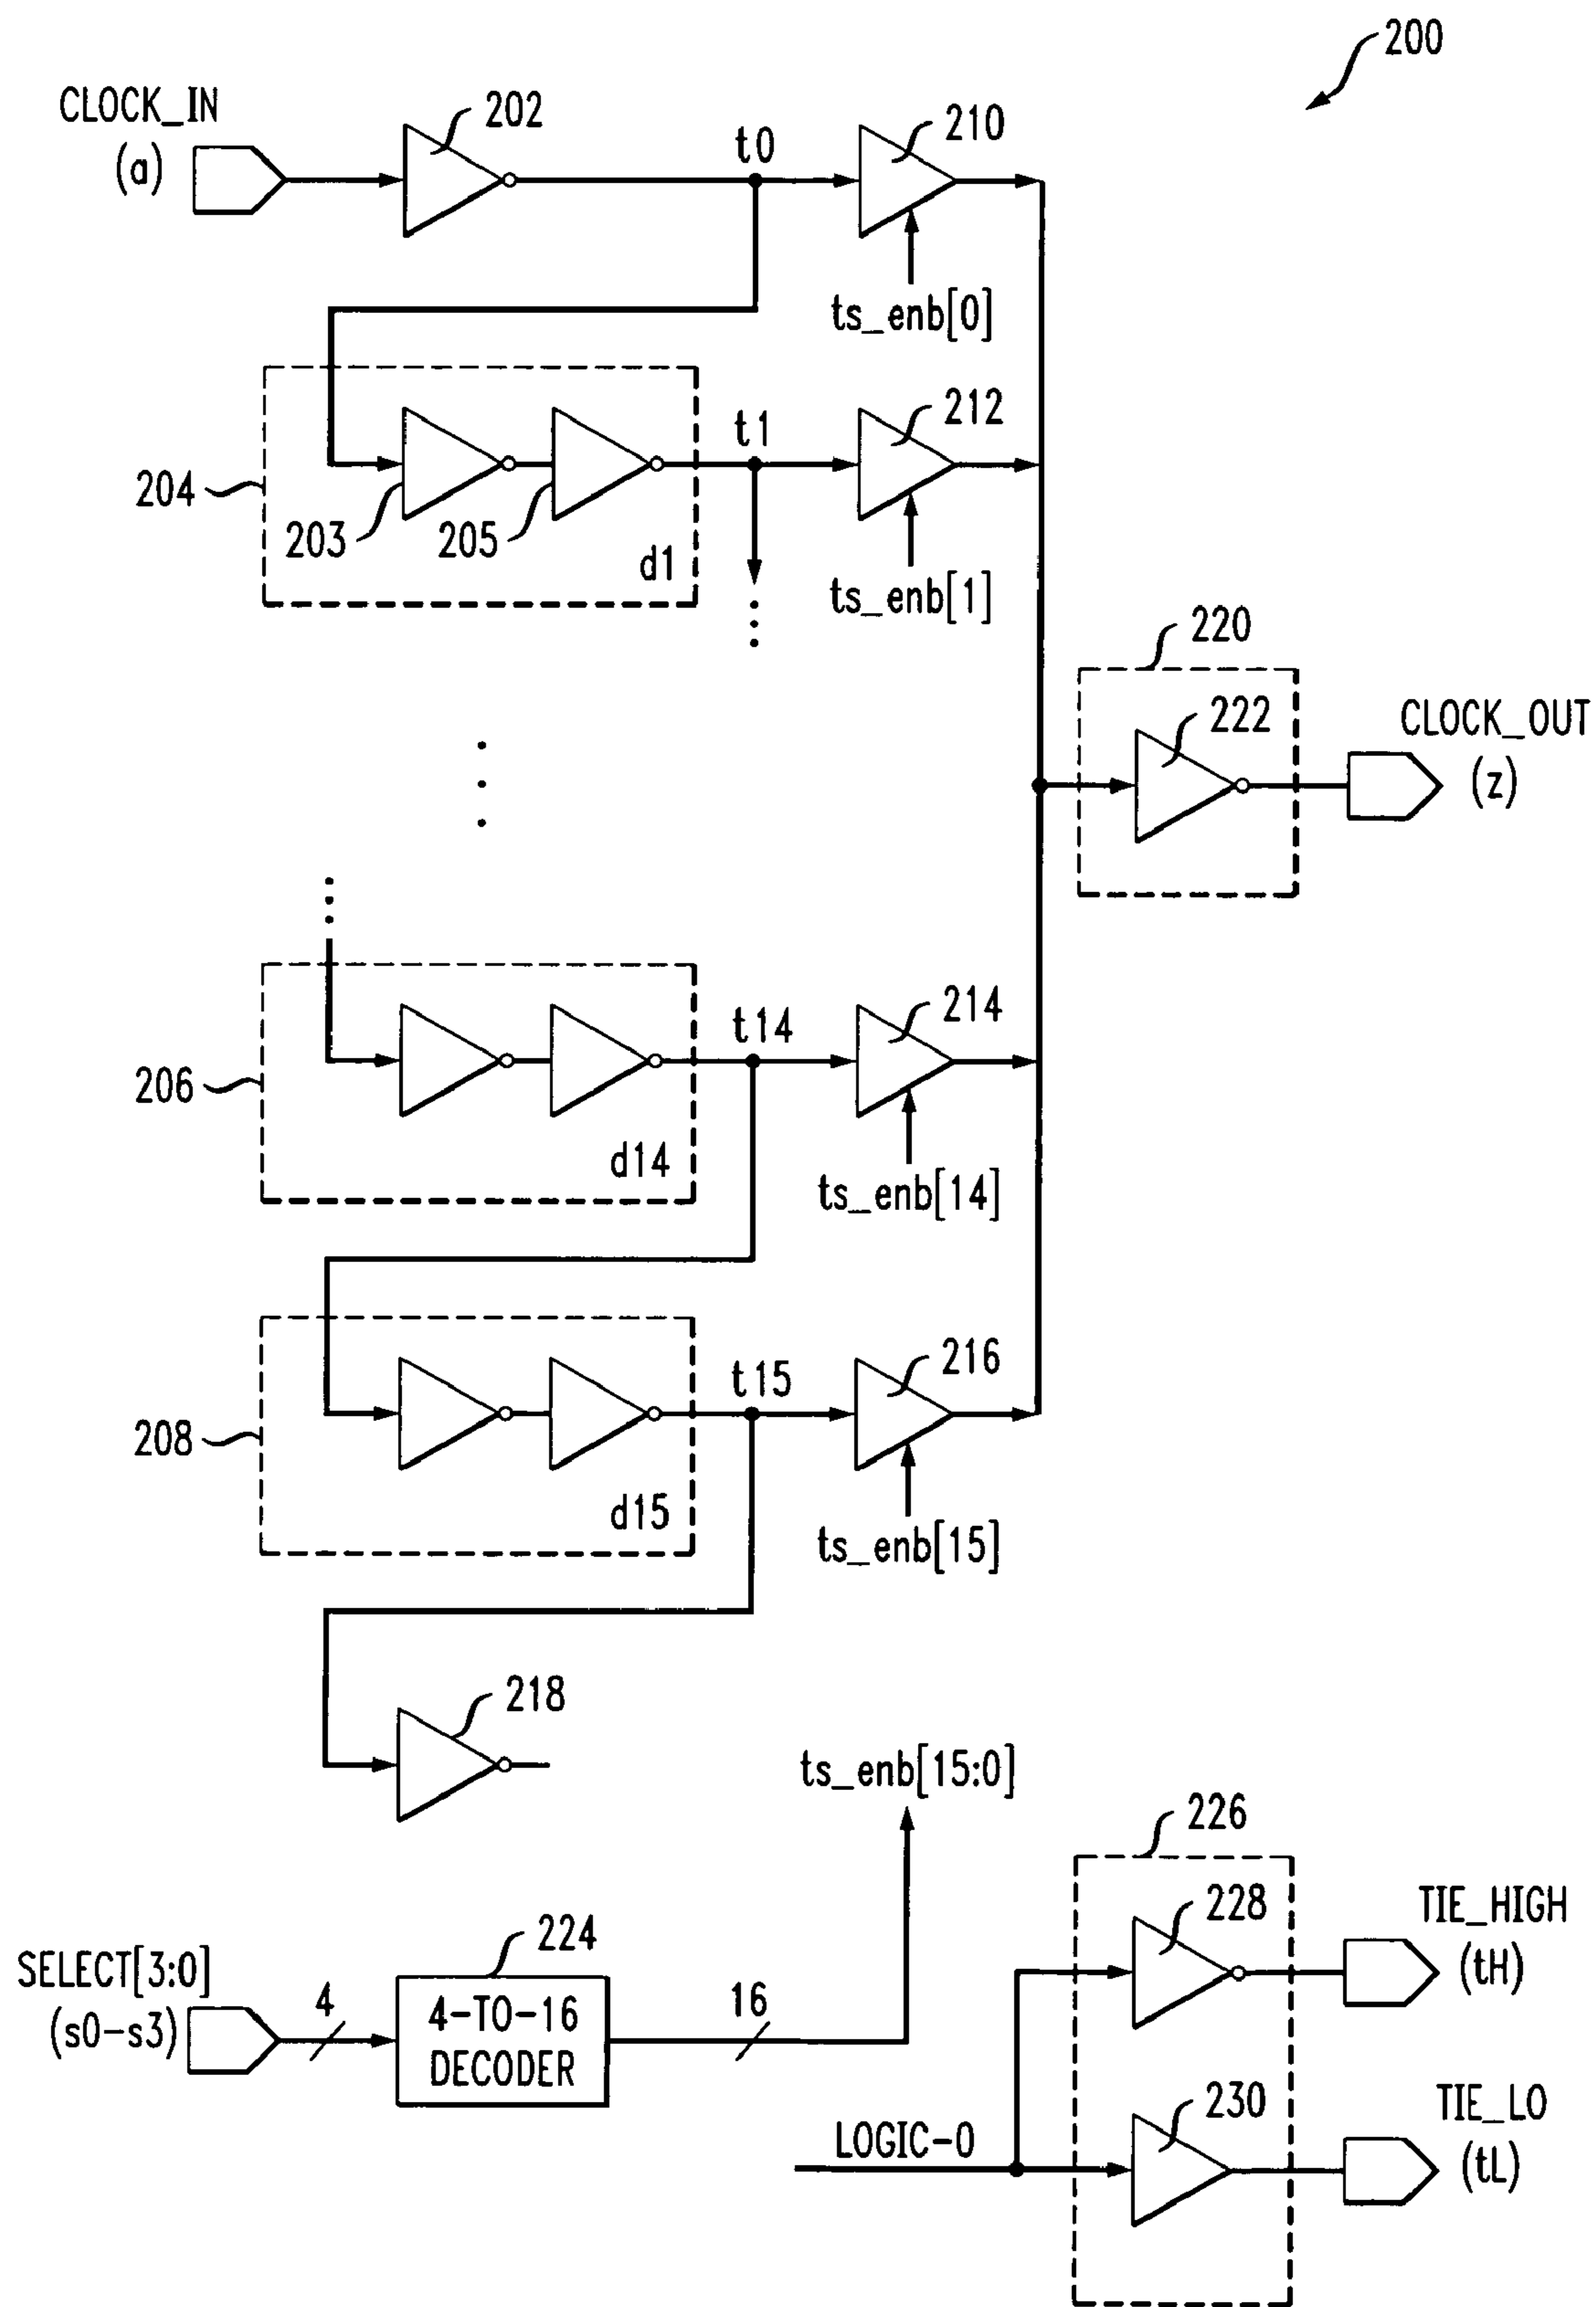 200
CLOCK_IN
(a)
202
t0
210
ts_enb[0]
204
203
205
d1
t1
212
ts_enb[1]
220
222
CLOCK_OUT
(z)
206
d14
t14
214
ts_enb[14]
208
d15
t15
216
ts_enb[15]
218
ts_enb[15:0]
SELECT[3:0]
(s0-s3)
4
224
4-TO-16
DECODER
16
226
228
TIE_HIGH
(tH)
LOGIC-0
230
TIE_LO
(tL)